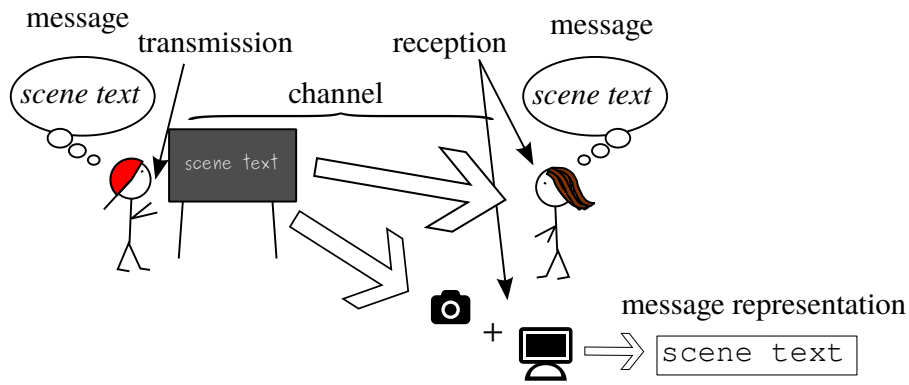 message
transmission
reception
message
scene text
channel
scene text
scene text
+
message representation
scene text